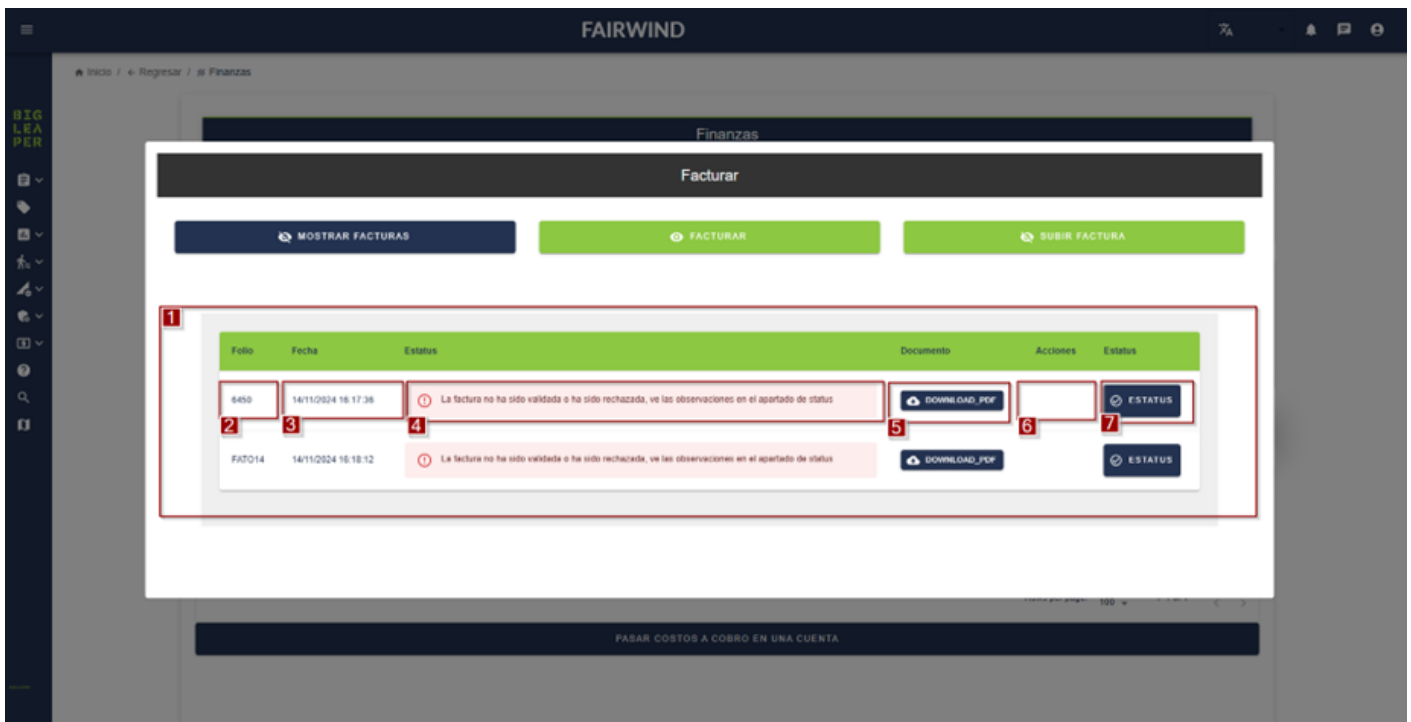 FAIRWIND
Inicio / Regresar / Finanzas
BIG
LEA
PER
Finanzas
Facturar
MOSTRAR FACTURAS
FACTURAR
SUBIR FACTURA
1
Folio Fecha Estatus Documento Acciones Estatus
6450 14/11/2024 16:17:36 La factura no ha sido validada o ha sido rechazada, ve las observaciones en el apartado de status DOWNLOAD_PDF ESTATUS
2 3 4 5 6 7
FATO14 14/11/2024 16:18:12 La factura no ha sido validada o ha sido rechazada, ve las observaciones en el apartado de status DOWNLOAD_PDF ESTATUS
100
PASAR COSTOS A COBRO EN UNA CUENTA